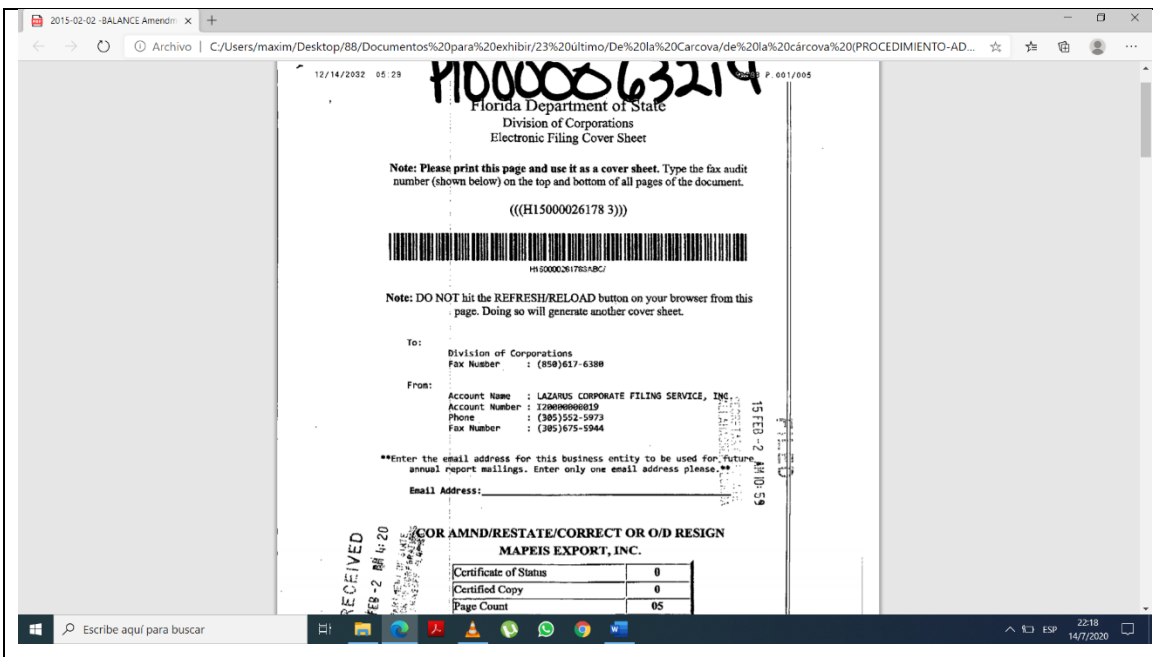 2015-02-02 -BALANCE Amendm
Archivo | C:/Users/maxim/Desktop/88/Documentos%20para%20exhibir/23%20último/De%20la%20Carcova/de%20la%20cárcova%20(PROCEDIMIENTO-AD...
12/14/2032 05:29
P.001/005
P10000063214
Florida Department of State
Division of Corporations
Electronic Filing Cover Sheet
Note: Please print this page and use it as a cover sheet. Type the fax audit
number (shown below) on the top and bottom of all pages of the document.
(((H15000026178 3)))
H150000261783ABC/
Note: DO NOT hit the REFRESH/RELOAD button on your browser from this
page. Doing so will generate another cover sheet.
To:
Division of Corporations
Fax Number : (850)617-6380
From:
Account Name : LAZARUS CORPORATE FILING SERVICE, INC.
Account Number : I20000000019
Phone : (305)552-5973
Fax Number : (305)675-5944
**Enter the email address for this business entity to be used for future
annual report mailings. Enter only one email address please.**
Email Address:
15 FEB -2 AM 10: 59
FILED
RECEIVED
FEB -2 4: 20
COR AMND/RESTATE/CORRECT OR O/D RESIGN
MAPEIS EXPORT, INC.
Certificate of Status 0
Certified Copy 0
Page Count 05
Escribe aquí para buscar
ESP
22:18
14/7/2020